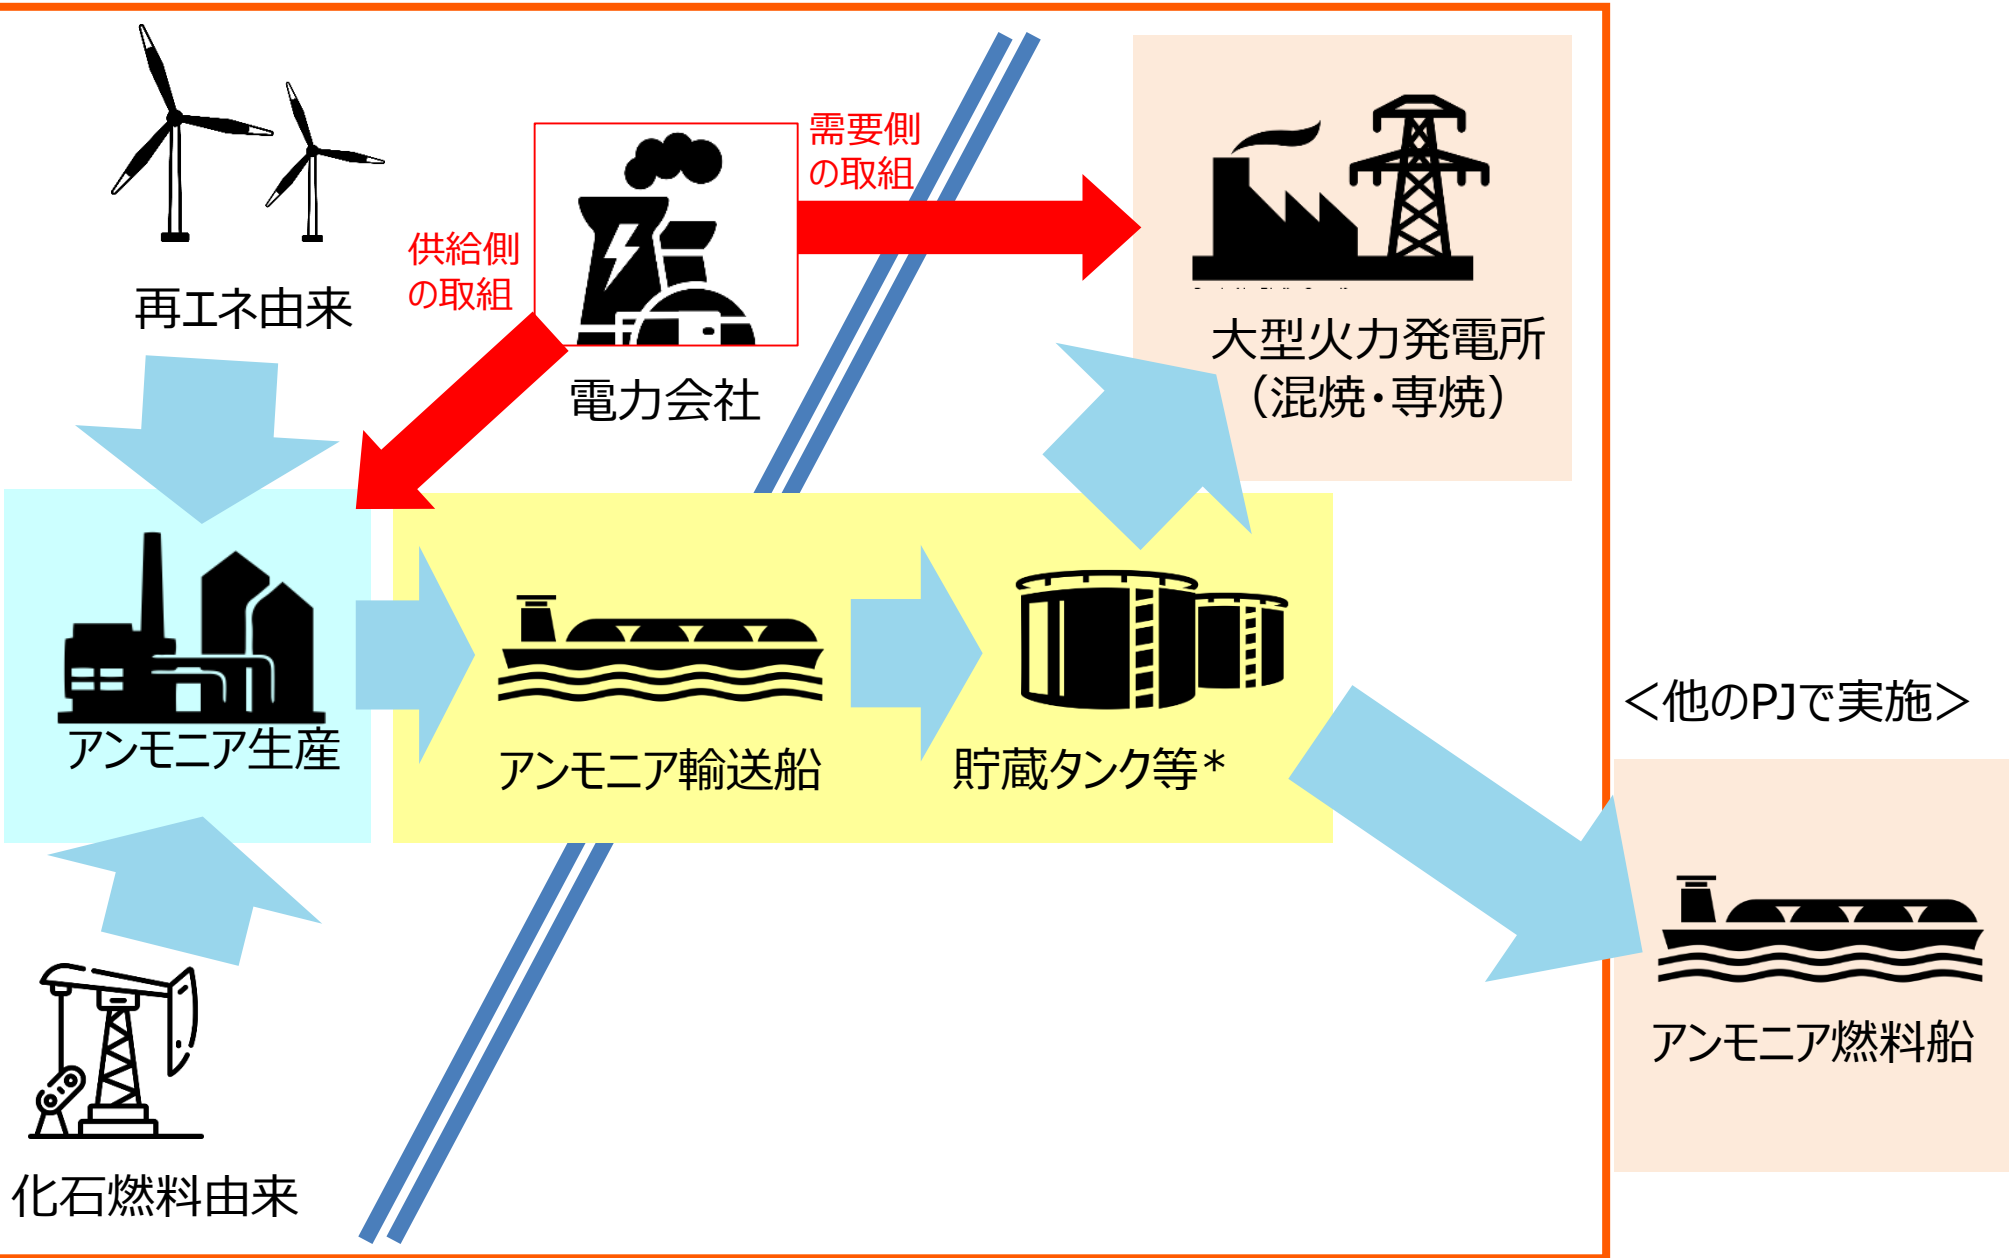 需要側
の取組
供給側
の取組
再エネ由来
電力会社
大型火力発電所
（混焼・専焼）
アンモニア生産
アンモニア輸送船
貯蔵タンク等*
＜他のPJで実施＞
アンモニア燃料船
化石燃料由来